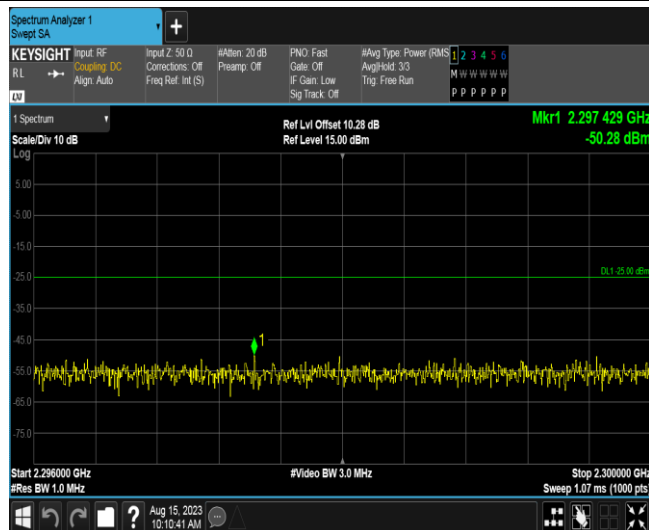 Spectrum Analyzer 1
Swept SA
+
KEYSIGHT
RL
LXI
Input: RF
Coupling: DC
Align: Auto
Input Z: 50 Ω
Corrections: Off
Freq Ref: Int (S)
#Atten: 20 dB
Preamp: Off
PNO: Fast
Gate: Off
IF Gain: Low
Sig Track: Off
#Avg Type: Power (RMS
Avg|Hold: 3/3
Trig: Free Run
1 2 3 4 5 6
M W W W W W
P P P P P P
1 Spectrum
Scale/Div 10 dB
Ref Lvl Offset 10.28 dB
Ref Level 15.00 dBm
Mkr1 2.297 429 GHz
-50.28 dBm
Log
5.00
-5.00
-15.0
-25.0
DL1 -25.00 dBm
-35.0
-45.0
1
-55.0
-65.0
-75.0
Start 2.296000 GHz
#Res BW 1.0 MHz
#Video BW 3.0 MHz
Stop 2.300000 GHz
Sweep 1.07 ms (1000 pts)
?
Aug 15, 2023
10:10:41 AM